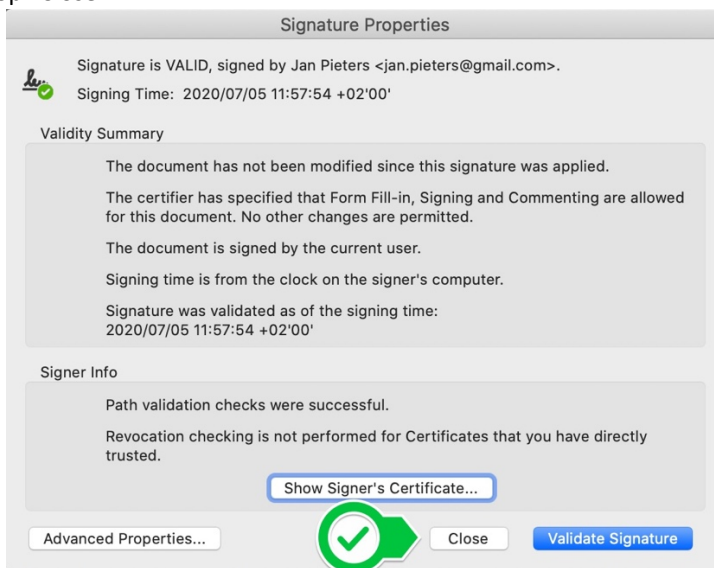 Signature Properties
Signature is VALID, signed by Jan Pieters <jan.pieters@gmail.com>.
Signing Time: 2020/07/05 11:57:54 +02'00'
Validity Summary
The document has not been modified since this signature was applied.
The certifier has specified that Form Fill-in, Signing and Commenting are allowed
for this document. No other changes are permitted.
The document is signed by the current user.
Signing time is from the clock on the signer's computer.
Signature was validated as of the signing time:
2020/07/05 11:57:54 +02'00'
Signer Info
Path validation checks were successful.
Revocation checking is not performed for Certificates that you have directly
trusted.
Show Signer's Certificate...
Advanced Properties...
Close
Validate Signature